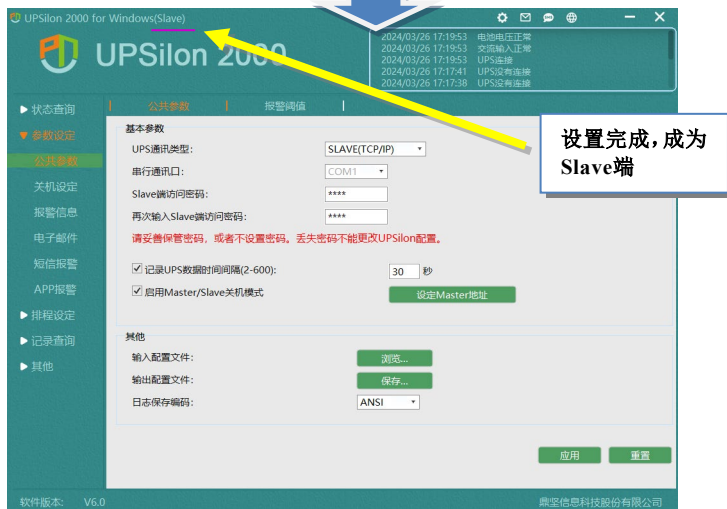 UPSilon 2000 for Windows(Slave)
UPSilon 2000
2024/03/26 17:19:53 电池电压正常
2024/03/26 17:19:53 交流输入正常
2024/03/26 17:19:53 UPS连接
2024/03/26 17:17:41 UPS没有连接
2024/03/26 17:17:38 UPS没有连接
状态查询
参数设定
公共参数
关机设定
报警信息
电子邮件
短信报警
APP报警
排程设定
记录查询
其他
公共参数
报警阈值
基本参数
UPS通讯类型: SLAVE(TCP/IP)
串行通讯口: COM1
Slave端访问密码: ****
再次输入Slave端访问密码: ****
请妥善保管密码，或者不设置密码。丢失密码不能更改UPSilon配置。
记录UPS数据时间间隔(2-600): 30 秒
启用Master/Slave关机模式 设定Master地址
其他
输入配置文件: 浏览...
输出配置文件: 保存...
日志保存编码: ANSI
应用 重置
软件版本: V6.0
鼎坚信息科技股份有限公司
设置完成，成为
Slave端